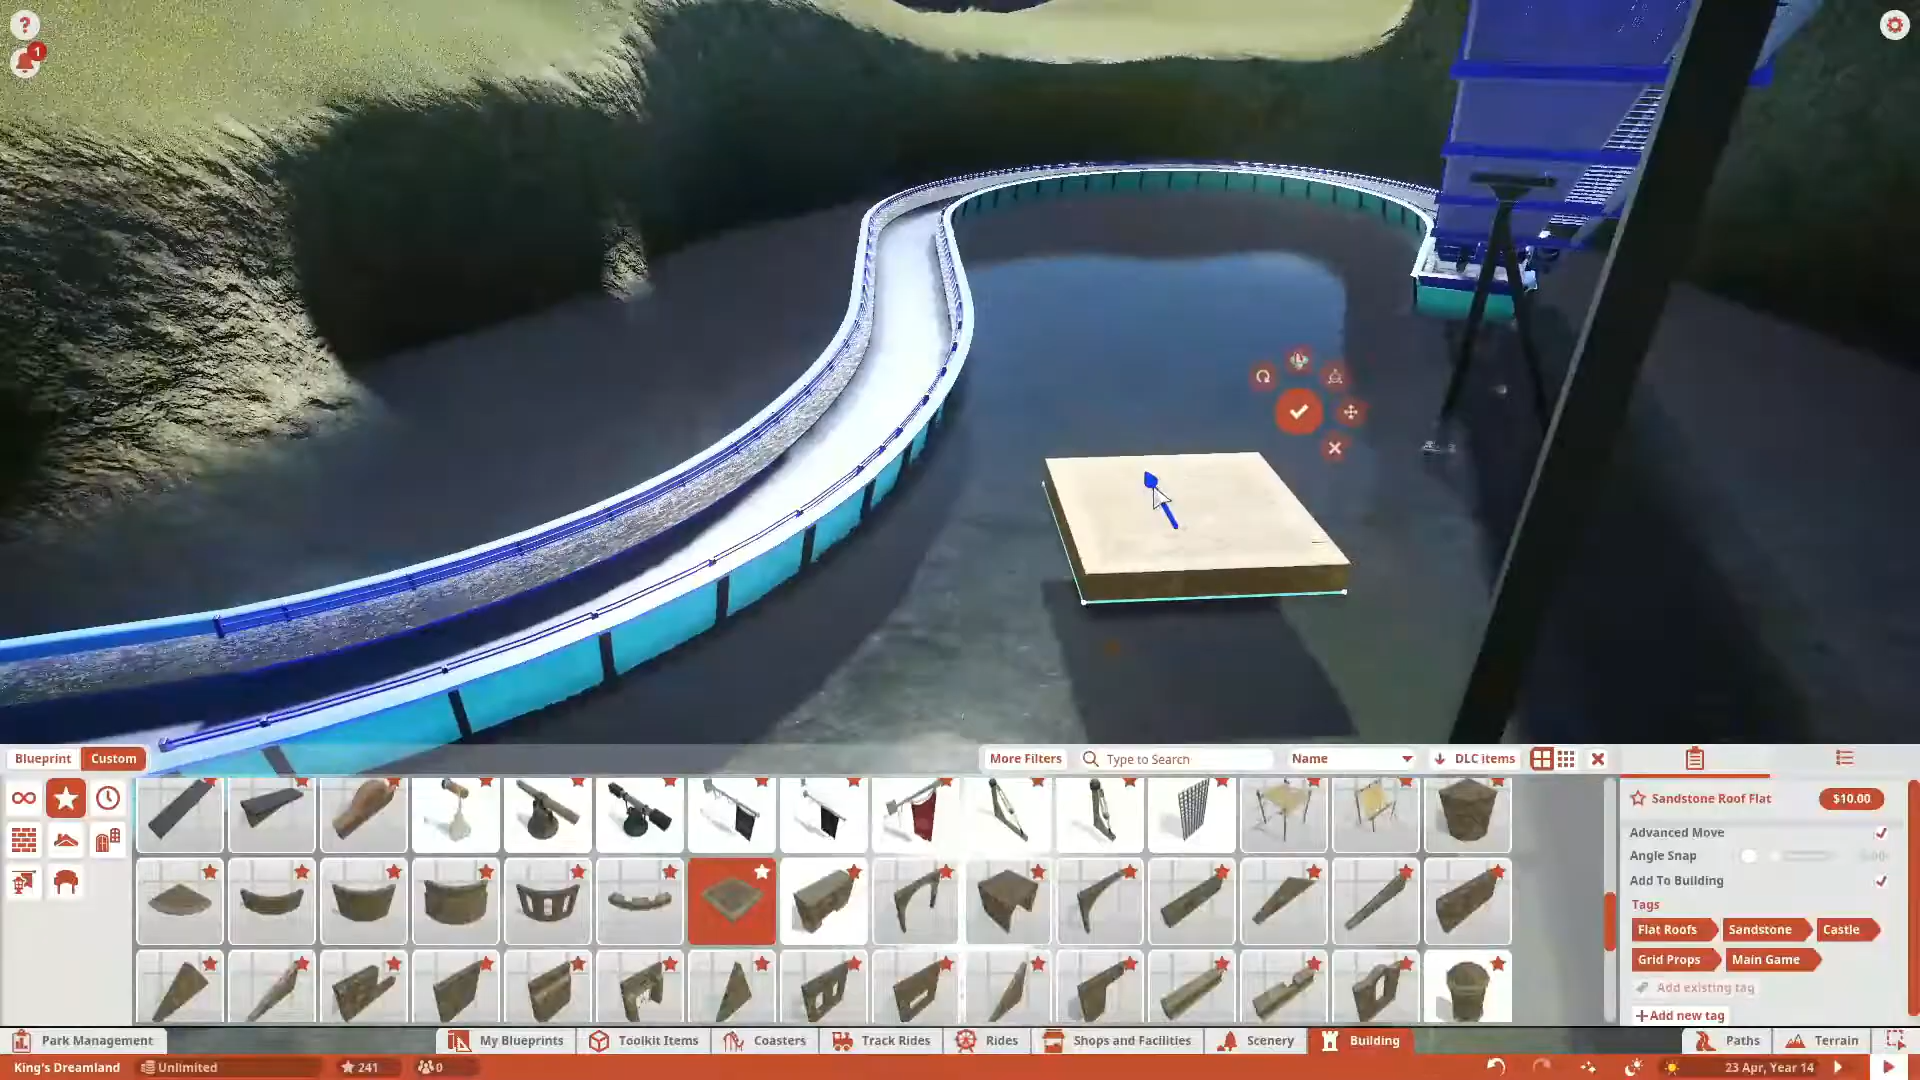 ?
1
Blueprint
Custom
More Filters
Type to Search
Name
DLC items
Sandstone Roof Flat
$10.00
Advanced Move
Angle Snap
Add To Building
Tags
Flat Roofs
Sandstone
Castle
Grid Props
Main Game
Add existing tag
+Add new tag
Park Management
My Blueprints
Toolkit Items
Coasters
Track Rides
Rides
Shops and Facilities
Scenery
Building
Paths
Terrain
King's Dreamland
Unlimited
241
0
23 Apr, Year 14